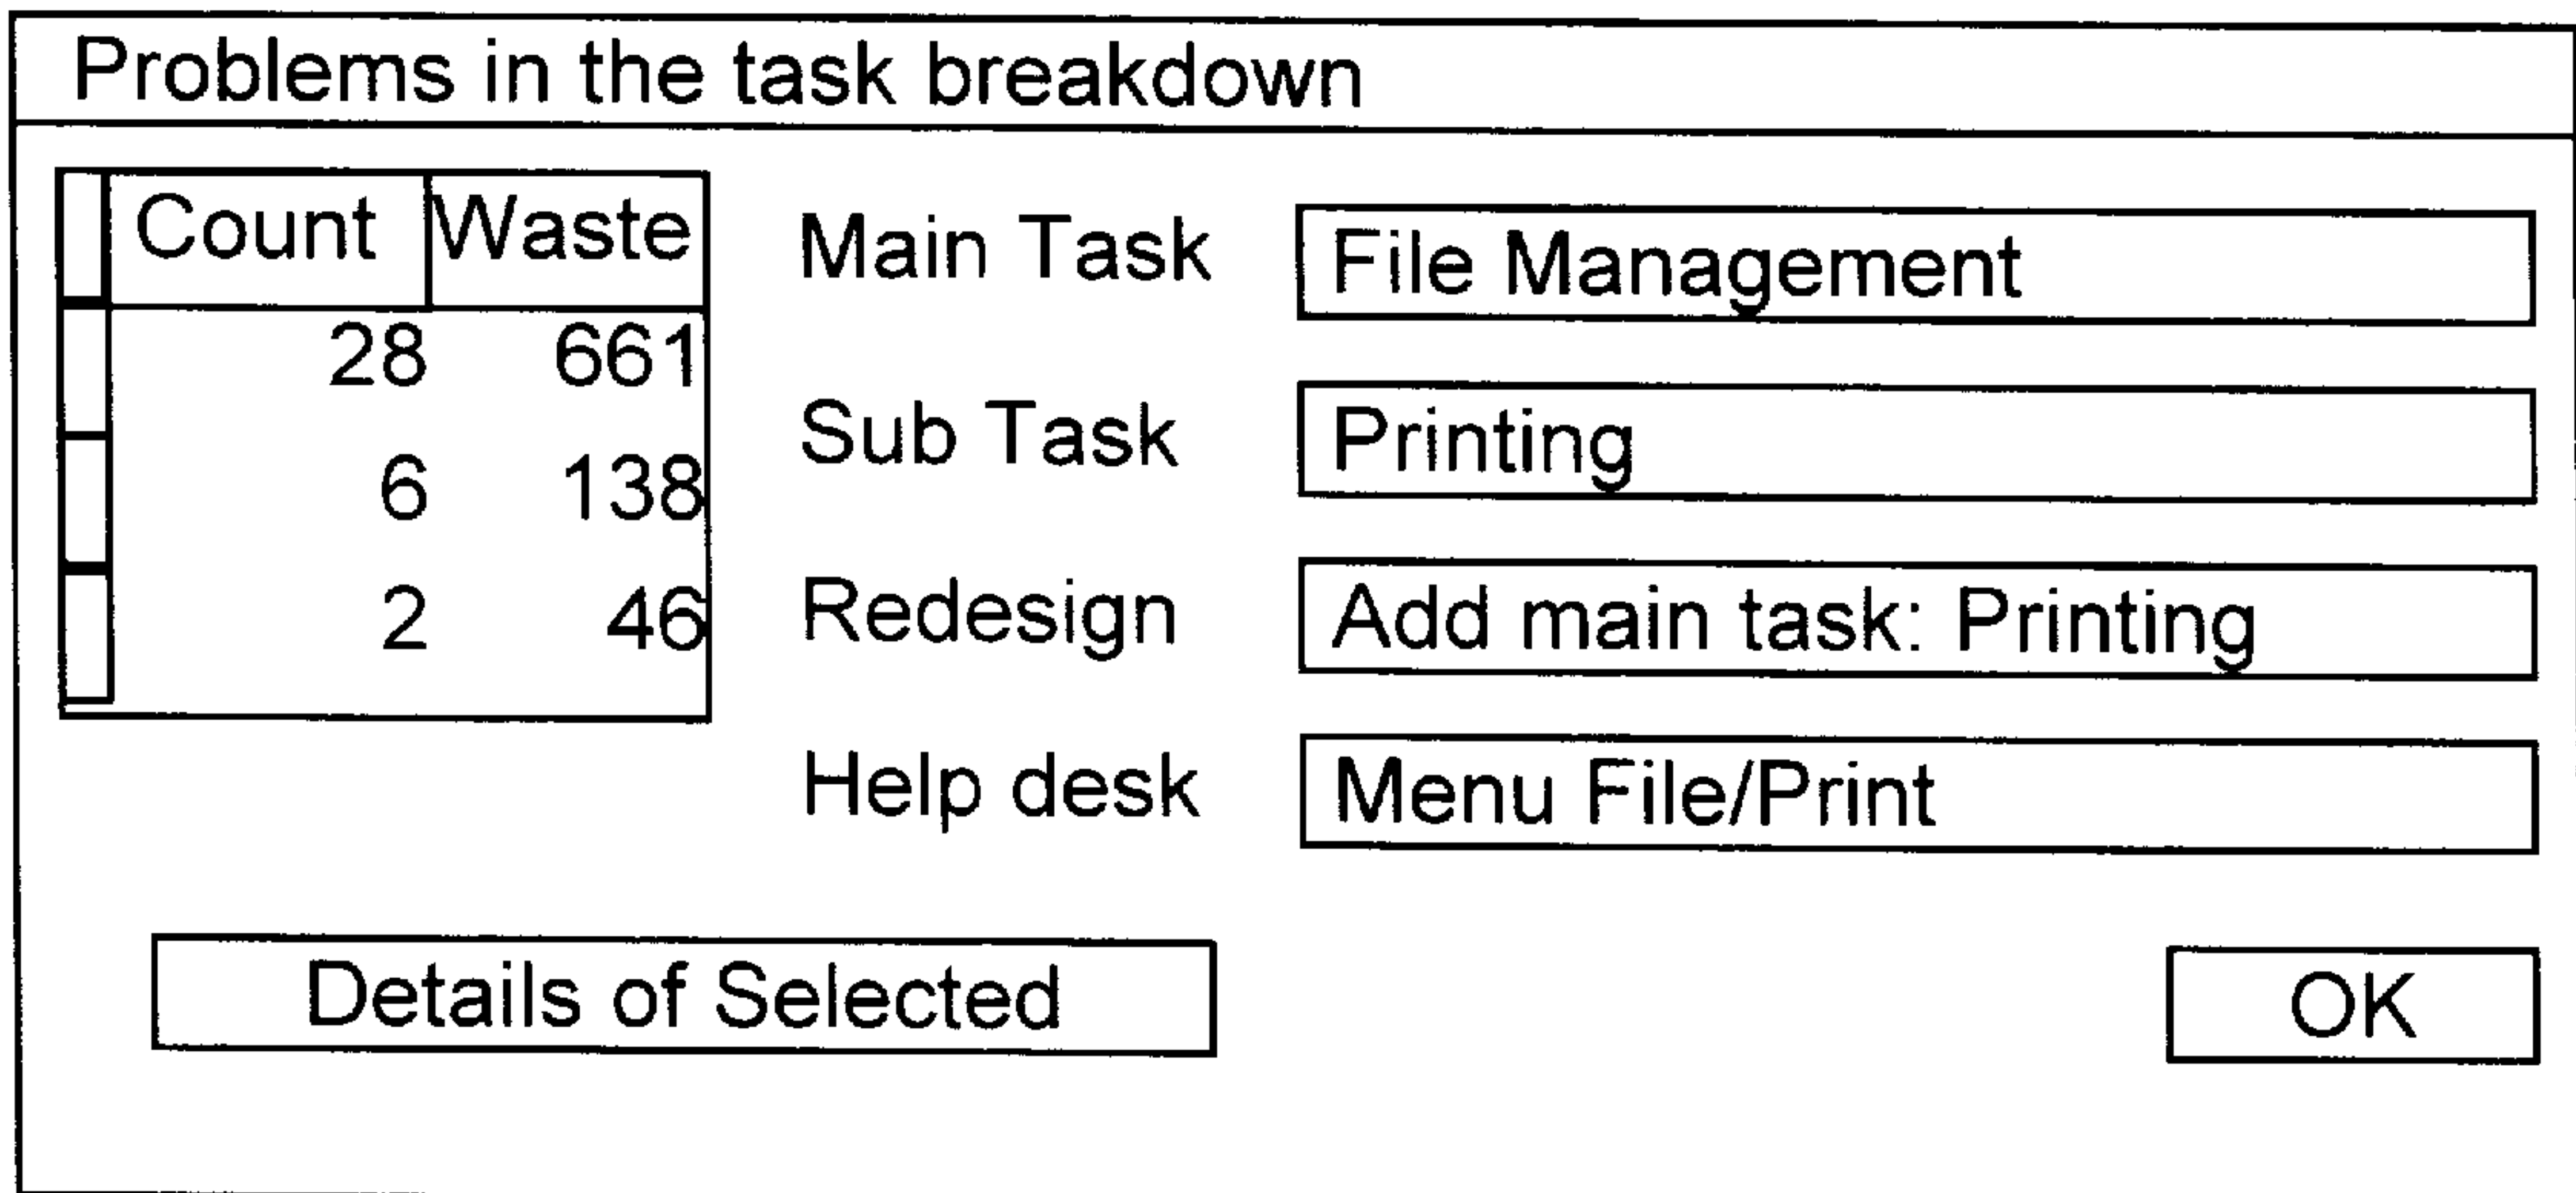 Problems in the task breakdown
Count Waste
28 661
6 138
2 46
Main Task File Management
Sub Task Printing
Redesign Add main task: Printing
Help desk Menu File/Print
Details of Selected
OK